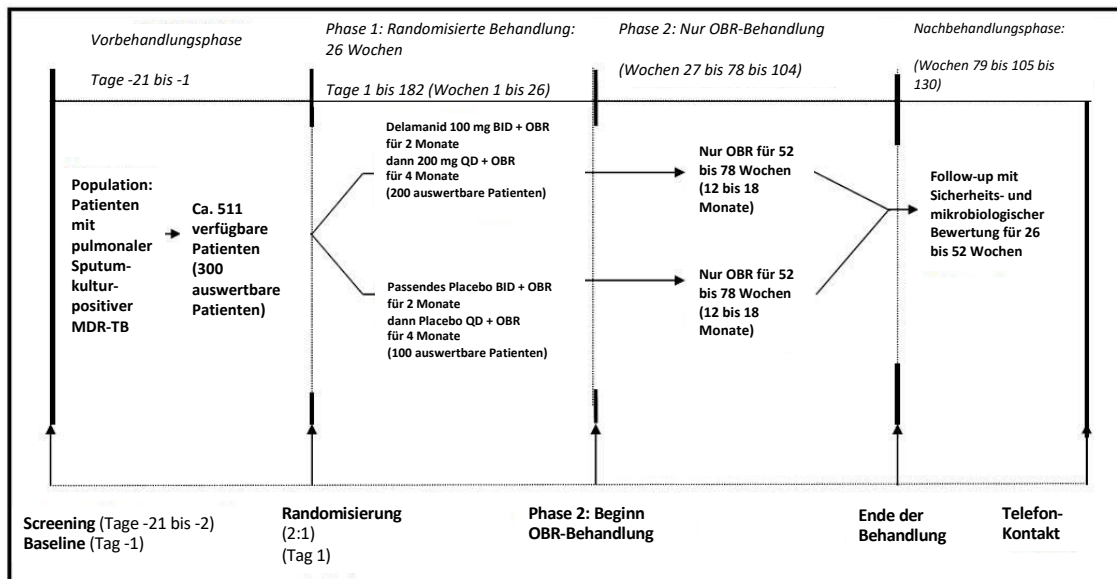 Vorbehandlungsphase
Tage -21 bis -1
Phase 1: Randomisierte Behandlung:
26 Wochen
Tage 1 bis 182 (Wochen 1 bis 26)
Phase 2: Nur OBR-Behandlung
(Wochen 27 bis 78 bis 104)
Nachbehandlungsphase:
(Wochen 79 bis 105 bis
130)
Population:
Patienten
mit
pulmonaler
Sputum-
kultur-
positiver
MDR-TB
Ca. 511
verfügbare
Patienten
(300
auswertbare
Patienten)
Delamanid 100 mg BID + OBR
für 2 Monate
dann 200 mg QD + OBR
für 4 Monate
(200 auswertbare Patienten)
Passendes Placebo BID + OBR
für 2 Monate
dann Placebo QD + OBR
für 4 Monate
(100 auswertbare Patienten)
Nur OBR für 52
bis 78 Wochen
(12 bis 18
Monate)
Nur OBR für 52
bis 78 Wochen
(12 bis 18
Monate)
Follow-up mit
Sicherheits- und
mikrobiologischer
Bewertung für 26
bis 52 Wochen
Screening (Tage -21 bis -2)
Baseline (Tag -1)
Randomisierung
(2:1)
(Tag 1)
Phase 2: Beginn
OBR-Behandlung
Ende der
Behandlung
Telefon-
Kontakt